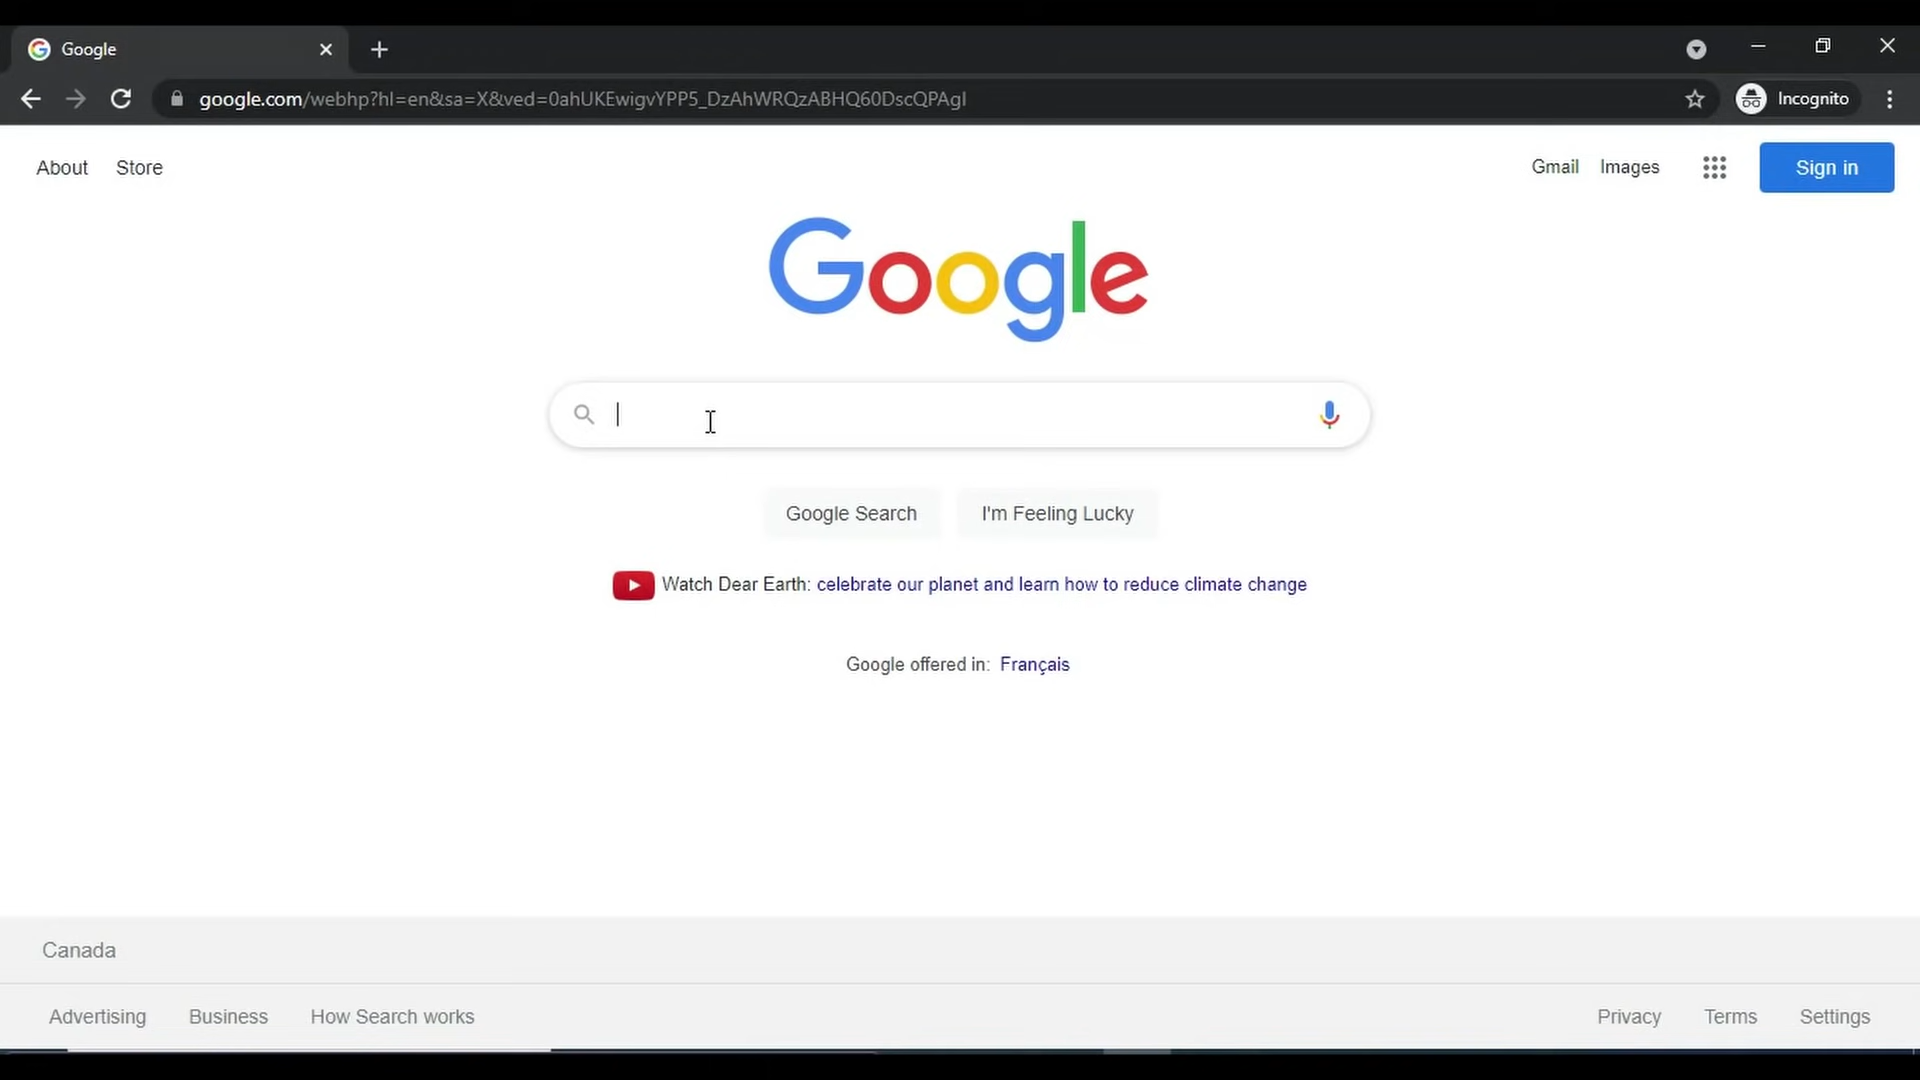 Google
google.com/webhp?hl=en&sa=X&ved=0ahUKEwigvYPP5_DzAhWRQzABHQ60DscQPAgI
Incognito
About Store
Gmail Images
Sign in
Google
Google Search
I'm Feeling Lucky
Watch Dear Earth: celebrate our planet and learn how to reduce climate change
Google offered in: Français
Canada
Advertising Business How Search works
Privacy Terms Settings